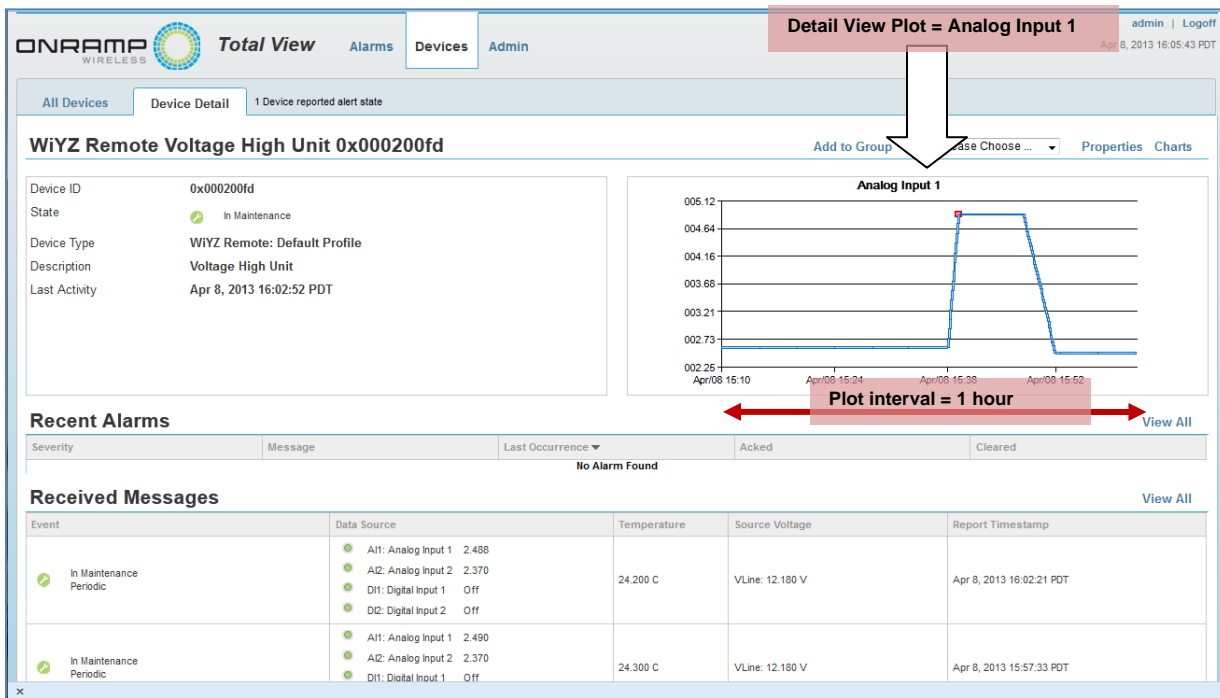 Detail View Plot = Analog Input 1
admin | Logoff
ONRAMP WIRELESS
Total View
Alarms Devices Admin
Apr 8, 2013 16:05:43 PDT
All Devices Device Detail 1 Device reported alert state
WiYZ Remote Voltage High Unit 0x000200fd
Add to Group ase Choose ... Properties Charts
Device ID 0x000200fd
State In Maintenance
Device Type WiYZ Remote: Default Profile
Description Voltage High Unit
Last Activity Apr 8, 2013 16:02:52 PDT
Analog Input 1
005.12
004.64
004.16
003.68
003.21
002.73
002.25
Apr/08 15:10 Apr/08 15:24 Apr/08 15:38 Apr/08 15:52
Plot interval = 1 hour
Recent Alarms View All
Severity Message Last Occurrence Acked Cleared
No Alarm Found
Received Messages View All
Event Data Source Temperature Source Voltage Report Timestamp
In Maintenance
Periodic
AI1: Analog Input 1 2.488
AI2: Analog Input 2 2.370
DI1: Digital Input 1 Off
DI2: Digital Input 2 Off
24.200 C
VLine: 12.180 V
Apr 8, 2013 16:02:21 PDT
In Maintenance
Periodic
AI1: Analog Input 1 2.490
AI2: Analog Input 2 2.370
DI1: Digital Input 1 Off
24.300 C
VLine: 12.180 V
Apr 8, 2013 15:57:33 PDT